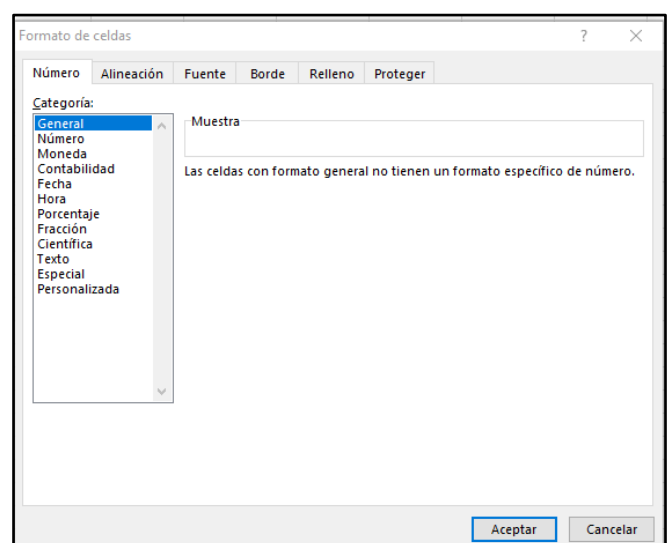 Formato de celdas ? ×
Número Alineación Fuente Borde Relleno Proteger
Categoría:
General
Número
Moneda
Contabilidad
Fecha
Hora
Porcentaje
Fracción
Científica
Texto
Especial
Personalizada
Muestra
Las celdas con formato general no tienen un formato específico de número.
Aceptar Cancelar